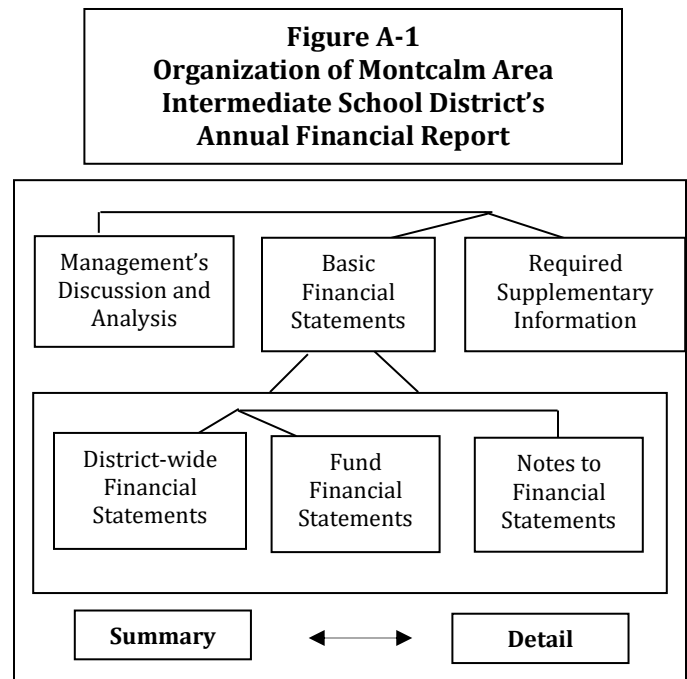 Figure A-1
Organization of Montcalm Area
Intermediate School District’s
Annual Financial Report
Management’s
Discussion and
Analysis
Basic
Financial
Statements
Required
Supplementary
Information
District-wide
Financial
Statements
Fund
Financial
Statements
Notes to
Financial
Statements
Summary
Detail